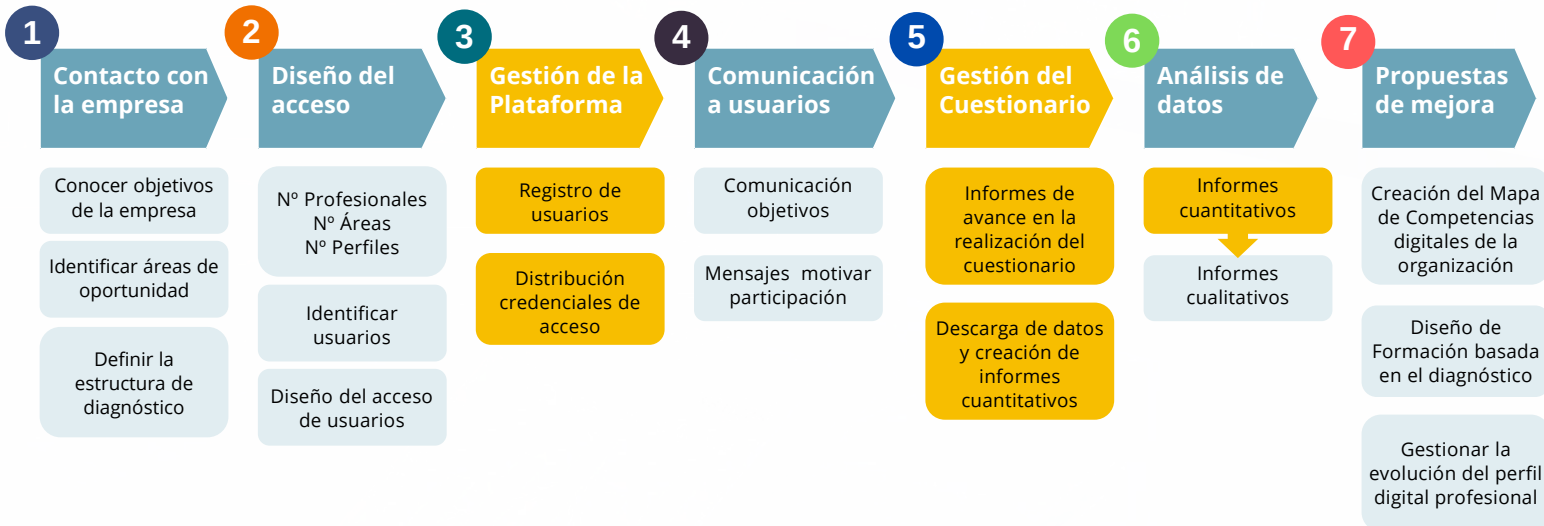 1
Contacto con
la empresa
Conocer objetivos
de la empresa
Identificar áreas de
oportunidad
Definir la
estructura de
diagnóstico
2
Diseño del
acceso
Nº Profesionales
Nº Áreas
Nº Perfiles
Identificar
usuarios
Diseño del acceso
de usuarios
3
Gestión de la
Plataforma
Registro de
usuarios
Distribución
credenciales de
acceso
4
Comunicación
a usuarios
Comunicación
objetivos
Mensajes motivar
participación
5
Gestión del
Cuestionario
Informes de
avance en la
realización del
cuestionario
Descarga de datos
y creación de
informes
cuantitativos
6
Análisis de
datos
Informes
cuantitativos
Informes
cualitativos
7
Propuestas
de mejora
Creación del Mapa
de Competencias
digitales de la
organización
Diseño de
Formación basada
en el diagnóstico
Gestionar la
evolución del perfil
digital profesional